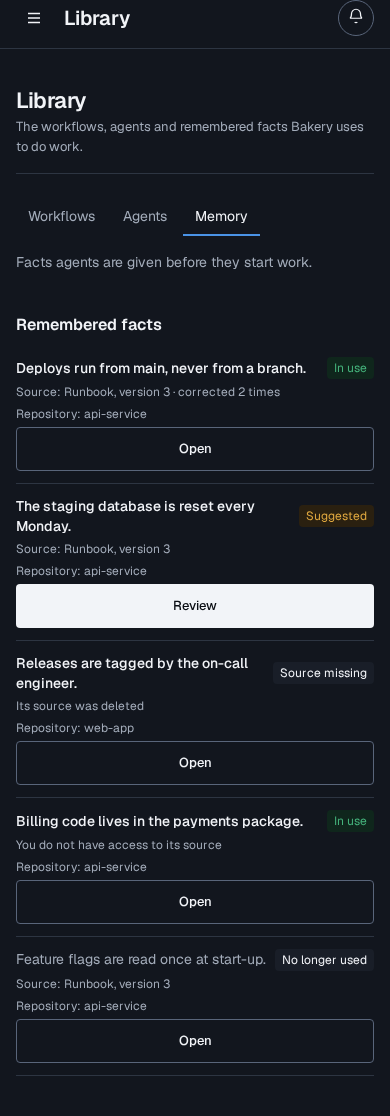 Library
Library
The workflows, agents and remembered facts Bakery uses
to do work.
Workflows Agents Memory
Facts agents are given before they start work.
Remembered facts
Deploys run from main, never from a branch. In use
Source: Runbook, version 3 · corrected 2 times
Repository: api-service
Open
The staging database is reset every
Monday.
Suggested
Source: Runbook, version 3
Repository: api-service
Review
Releases are tagged by the on-call
engineer.
Source missing
Its source was deleted
Repository: web-app
Open
Billing code lives in the payments package. In use
You do not have access to its source
Repository: api-service
Open
Feature flags are read once at start-up. No longer used
Source: Runbook, version 3
Repository: api-service
Open